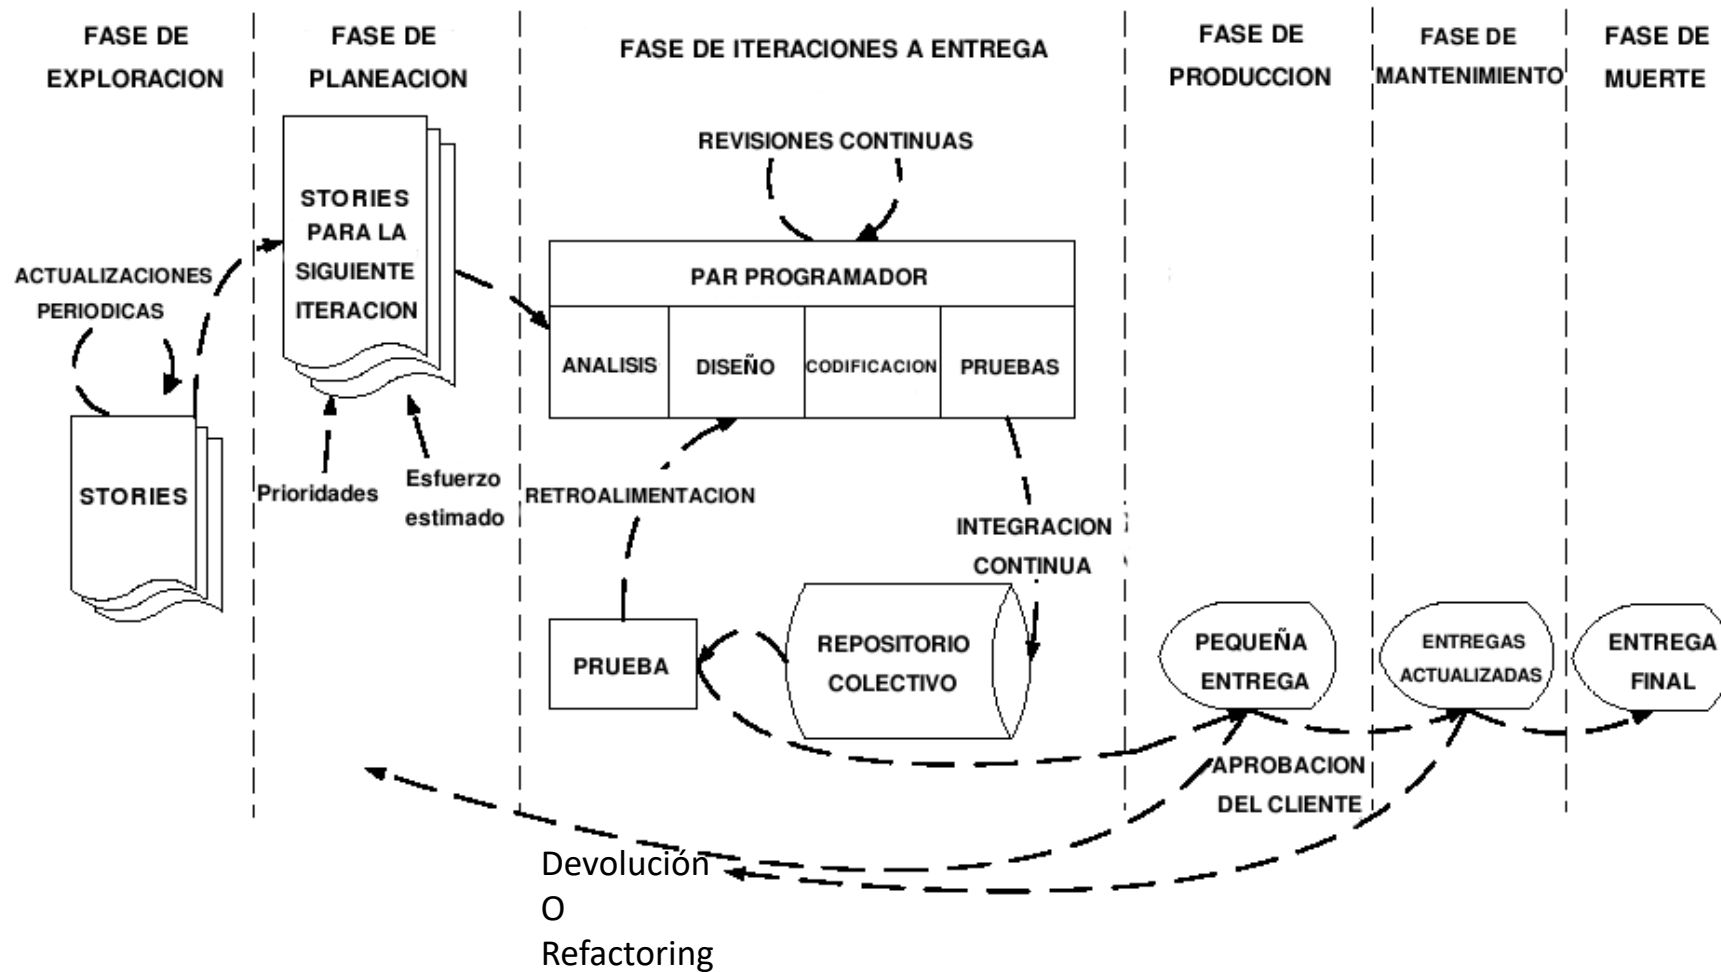 FASE DE
EXPLORACION
FASE DE
PLANEACION
FASE DE ITERACIONES A ENTREGA
FASE DE
PRODUCCION
FASE DE
MANTENIMIENTO
FASE DE
MUERTE
REVISIONES CONTINUAS
STORIES
PARA LA
SIGUIENTE
ITERACION
ACTUALIZACIONES
PERIODICAS
PAR PROGRAMADOR
ANALISIS
DISEÑO
CODIFICACION
PRUEBAS
STORIES
Prioridades
Esfuerzo
estimado
RETROALIMENTACION
INTEGRACION
CONTINUA
PRUEBA
REPOSITORIO
COLECTIVO
PEQUEÑA
ENTREGA
ENTREGAS
ACTUALIZADAS
ENTREGA
FINAL
APROBACION
DEL CLIENTE
Devolución
O
Refactoring